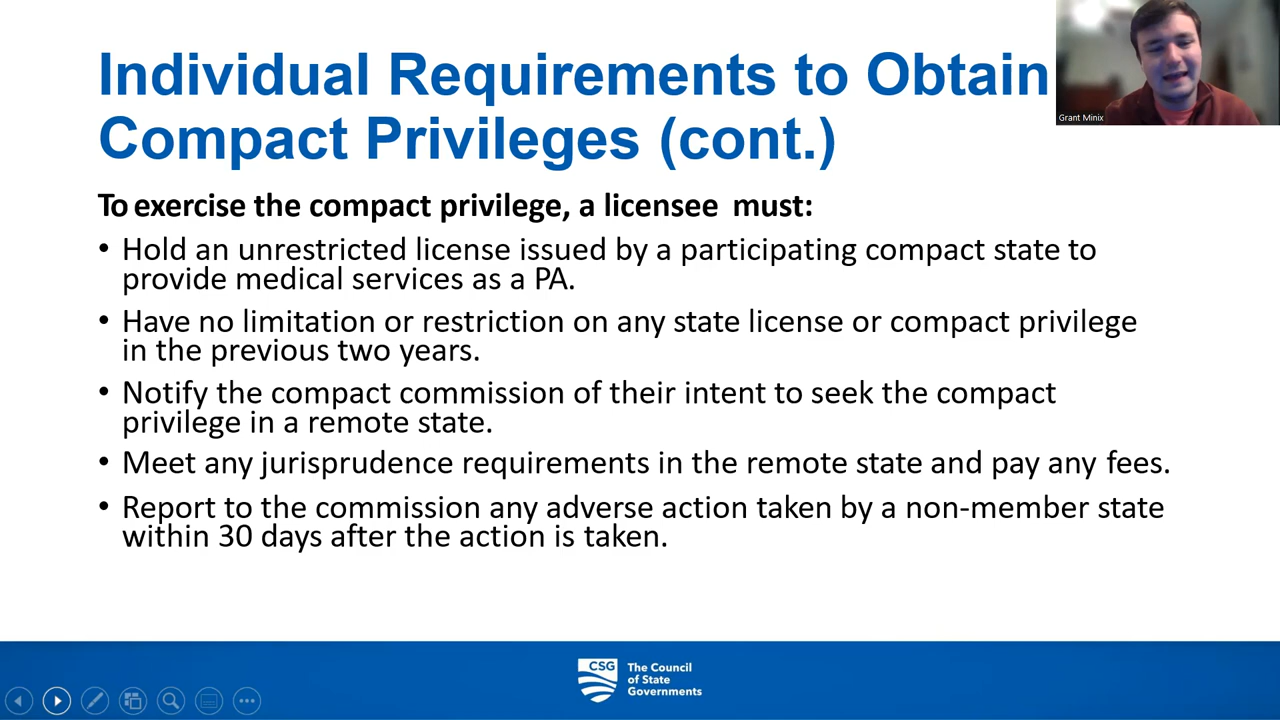 Individual Requirements to Obtain
Compact Privileges (cont.)
Grant Minix
To exercise the compact privilege, a licensee must:
• Hold an unrestricted license issued by a participating compact state to
provide medical services as a PA.
• Have no limitation or restriction on any state license or compact privilege
in the previous two years.
• Notify the compact commission of their intent to seek the compact
privilege in a remote state.
• Meet any jurisprudence requirements in the remote state and pay any fees.
• Report to the commission any adverse action taken by a non-member state
within 30 days after the action is taken.
CSG
The Council
of State
Governments